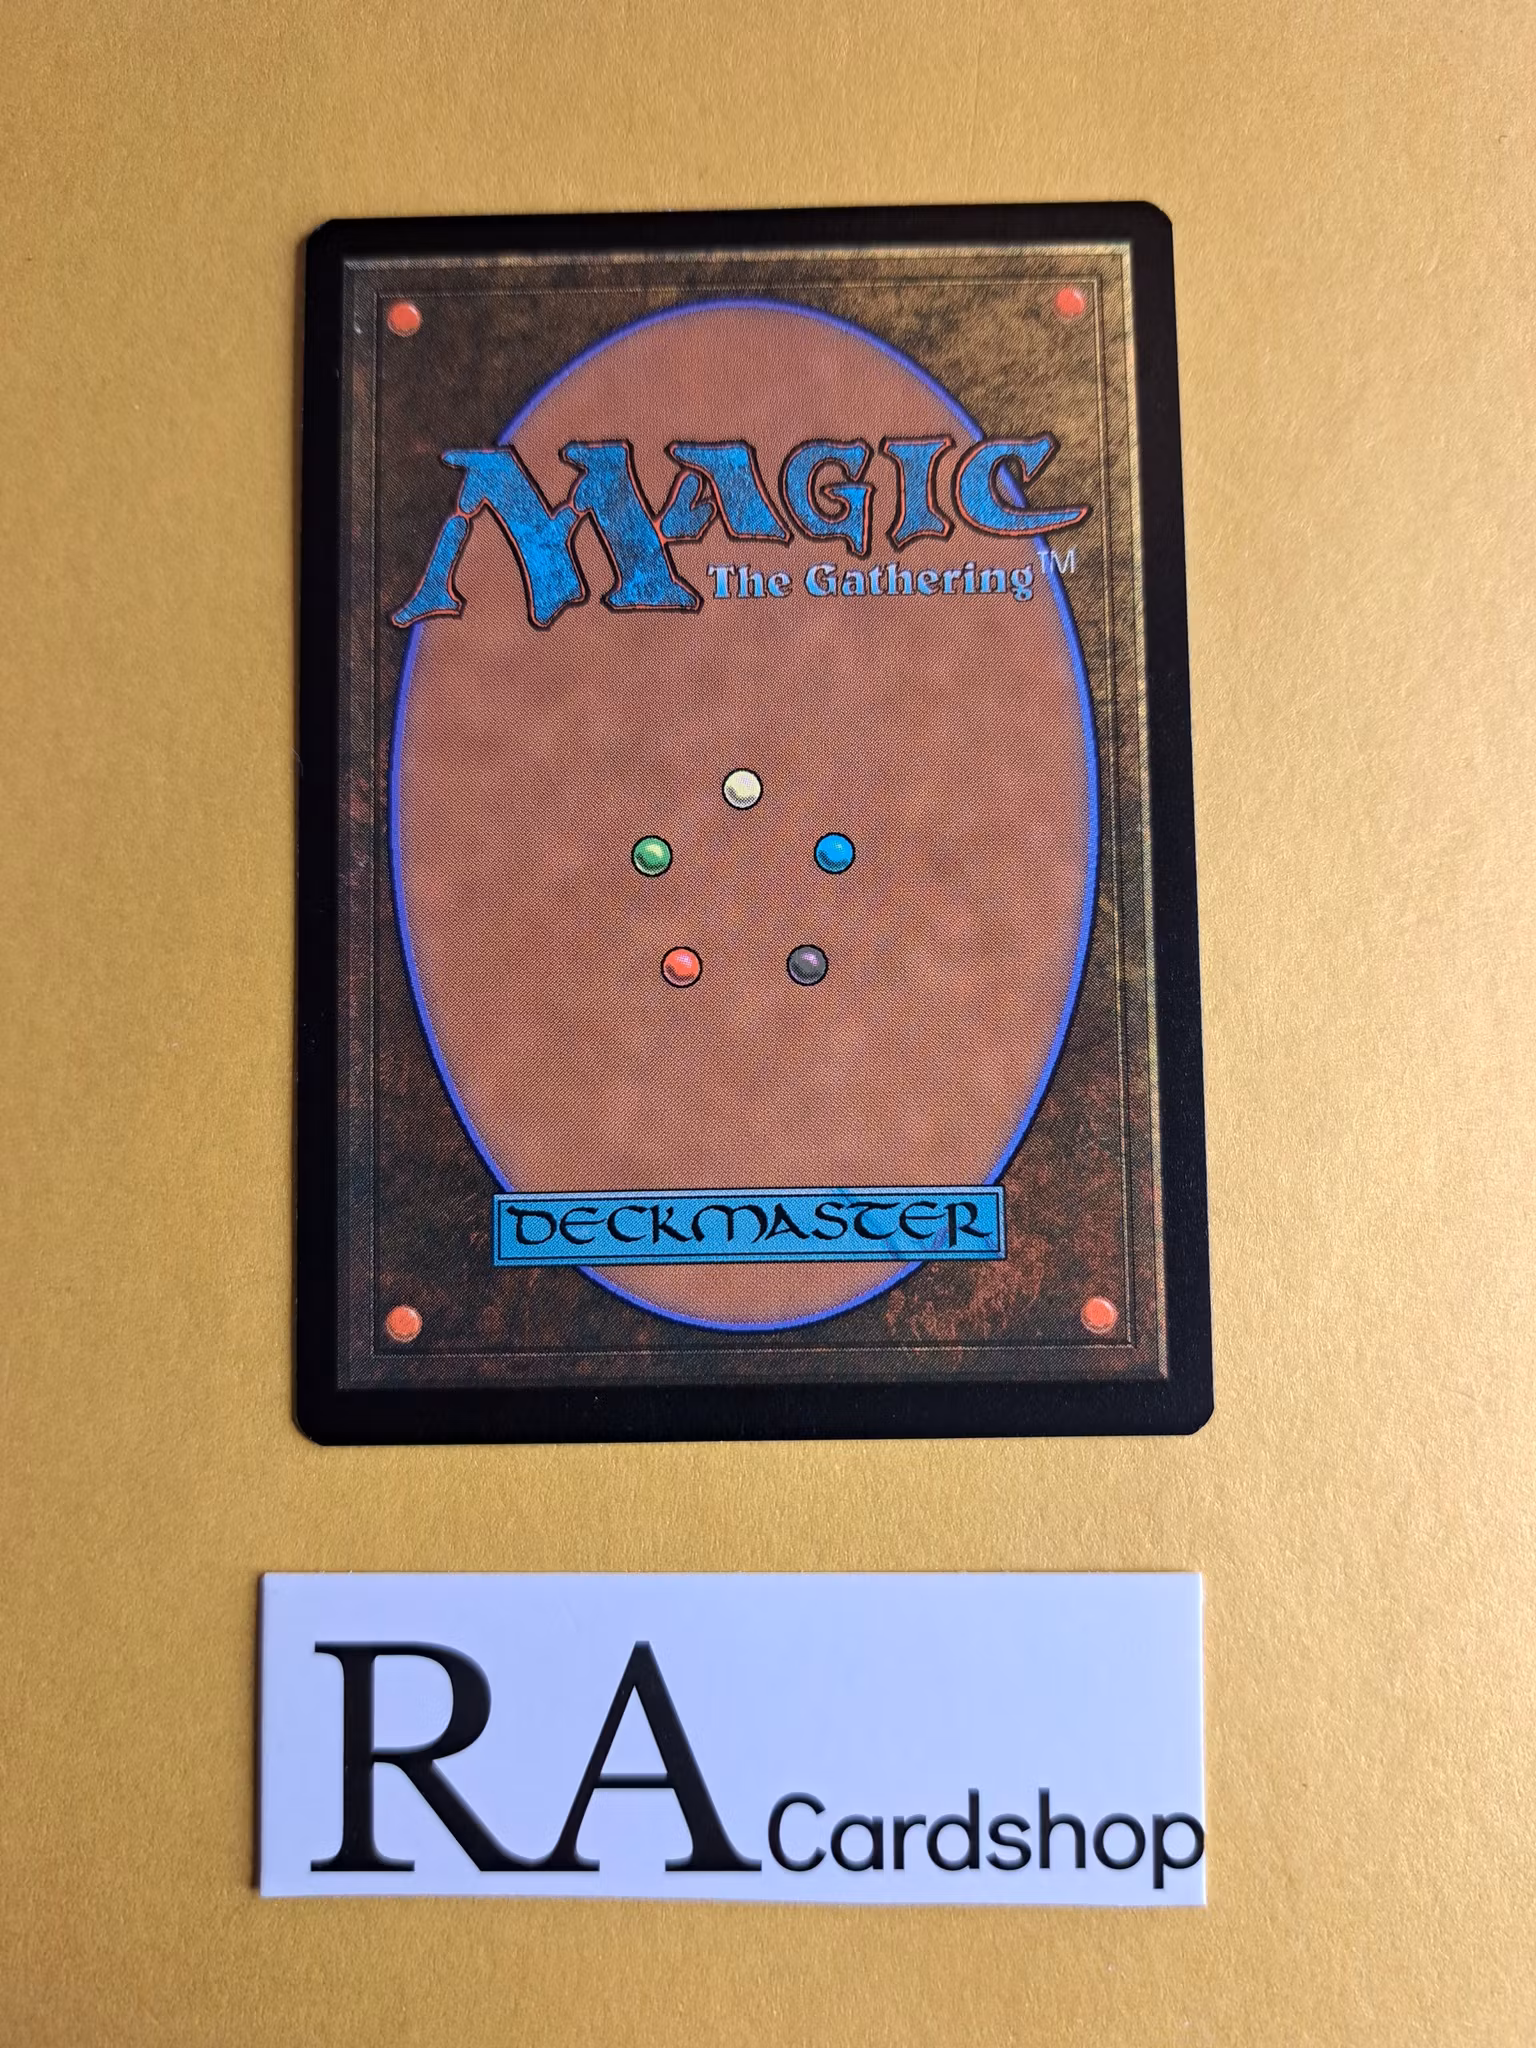 MAGIC
The Gathering™
DECKMASTER
RA Cardshop